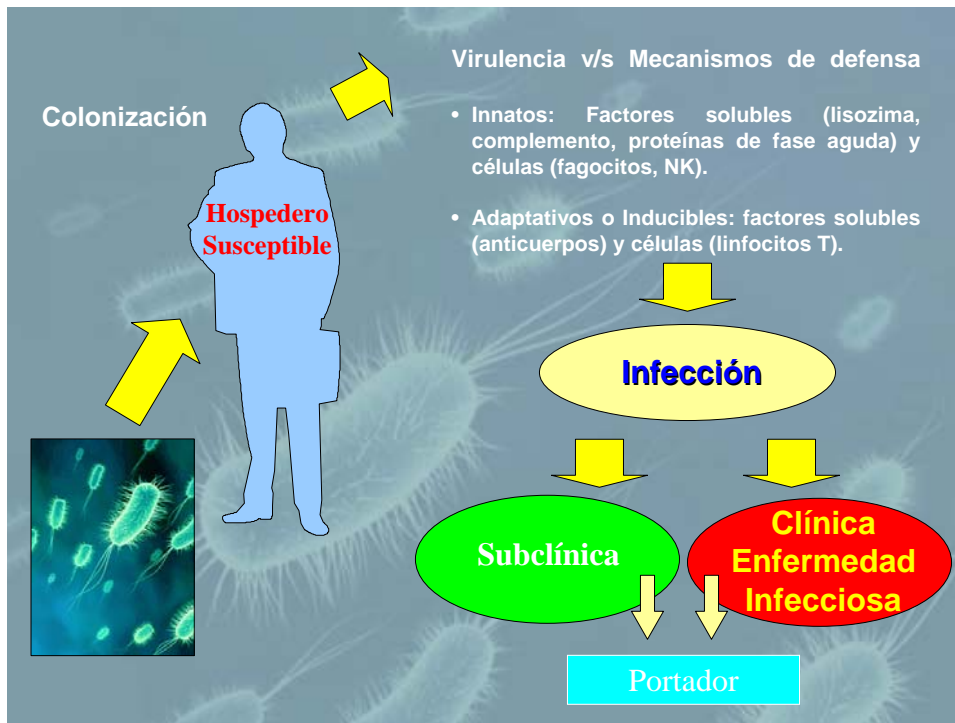 Colonización
Hospedero
Susceptible
Virulencia v/s Mecanismos de defensa
• Innatos: Factores solubles (lisozima,
complemento, proteínas de fase aguda) y
células (fagocitos, NK).
• Adaptativos o Inducibles: factores solubles
(anticuerpos) y células (linfocitos T).
Infección
Subclínica
Clínica
Enfermedad
Infecciosa
Portador